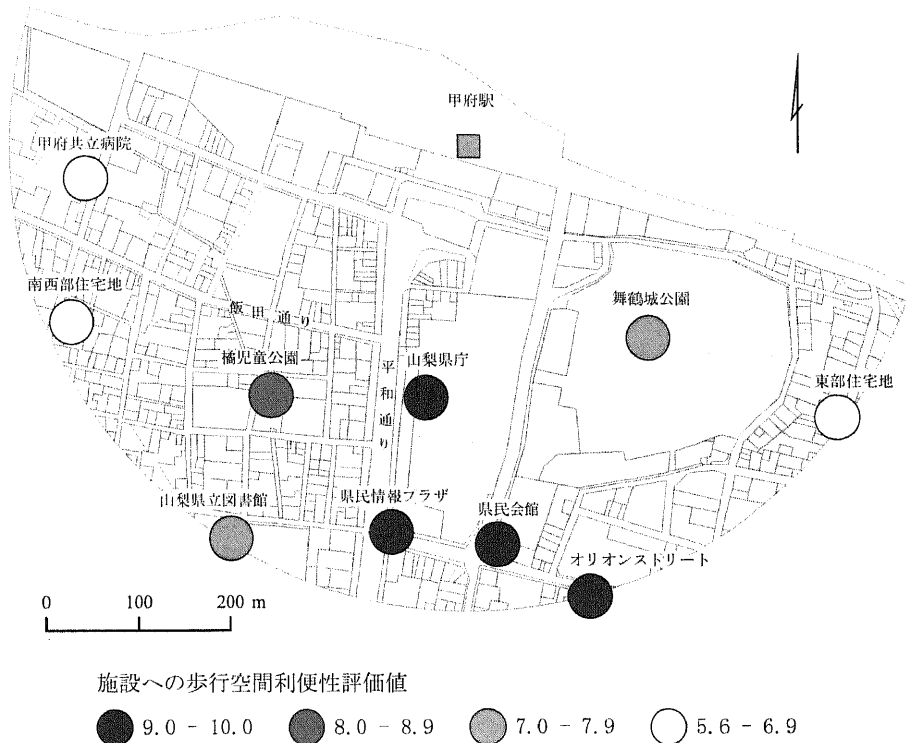 甲府駅
甲府共立病院
南西部住宅地
飯田通り
舞鶴城公園
橘児童公園
山梨県庁
平和通り
東部住宅地
山梨県立図書館
県民情報プラザ
県民会館
オリオンストリート
0 100 200 m
施設への歩行空間利便性評価値
9.0 - 10.0 8.0 - 8.9 7.0 - 7.9 5.6 - 6.9